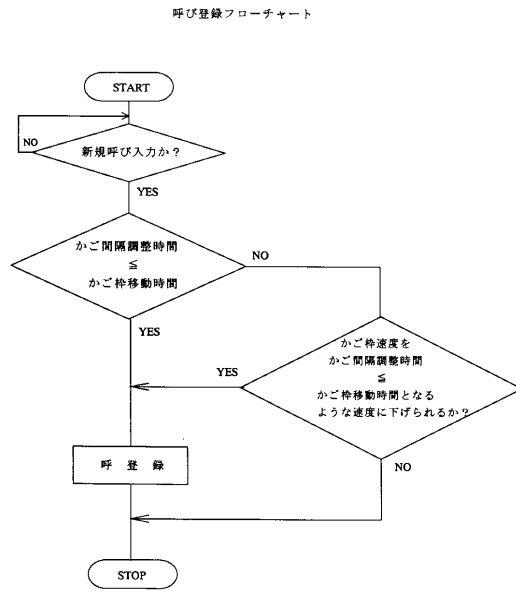 呼び登録フローチャート
START
NO
新規呼び入力か？
YES
かご間隔調整時間
≦
かご枠移動時間
NO
YES
かご枠速度を
かご間隔調整時間
≦
かご枠移動時間となる
ような速度に下げられるか？
YES
NO
呼 登 録
STOP